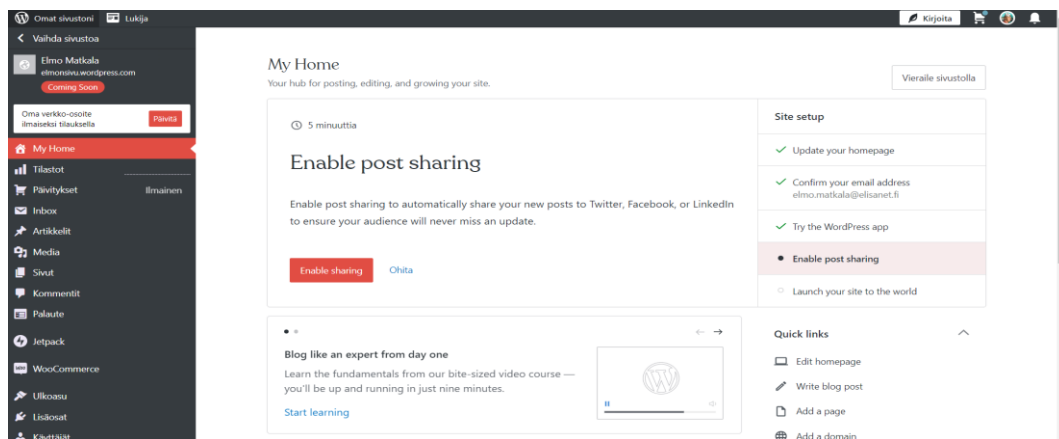 Omat sivustoni
Lukija
Kirjoita
Vaihda sivustoa
Elmo Matkala
elmonsivu.wordpress.com
Coming Soon
Oma verkko-osoite
ilmaiseksi tilauksella
Päivitä
My Home
Tilastot
Päivitykset Ilmainen
Inbox
Artikkelit
Media
Sivut
Kommentit
Palaute
Jetpack
WooCommerce
Ulkoasu
Lisäosat
Käyttäjät
My Home
Your hub for posting, editing, and growing your site.
Vieraile sivustolla
5 minuuttia
Enable post sharing
Enable post sharing to automatically share your new posts to Twitter, Facebook, or LinkedIn
to ensure your audience will never miss an update.
Enable sharing
Ohita
Site setup
Update your homepage
Confirm your email address
elmo.matkala@elisanet.fi
Try the WordPress app
Enable post sharing
Launch your site to the world
Blog like an expert from day one
Learn the fundamentals from our bite-sized video course —
you'll be up and running in just nine minutes.
Start learning
Quick links
Edit homepage
Write blog post
Add a page
Add a domain